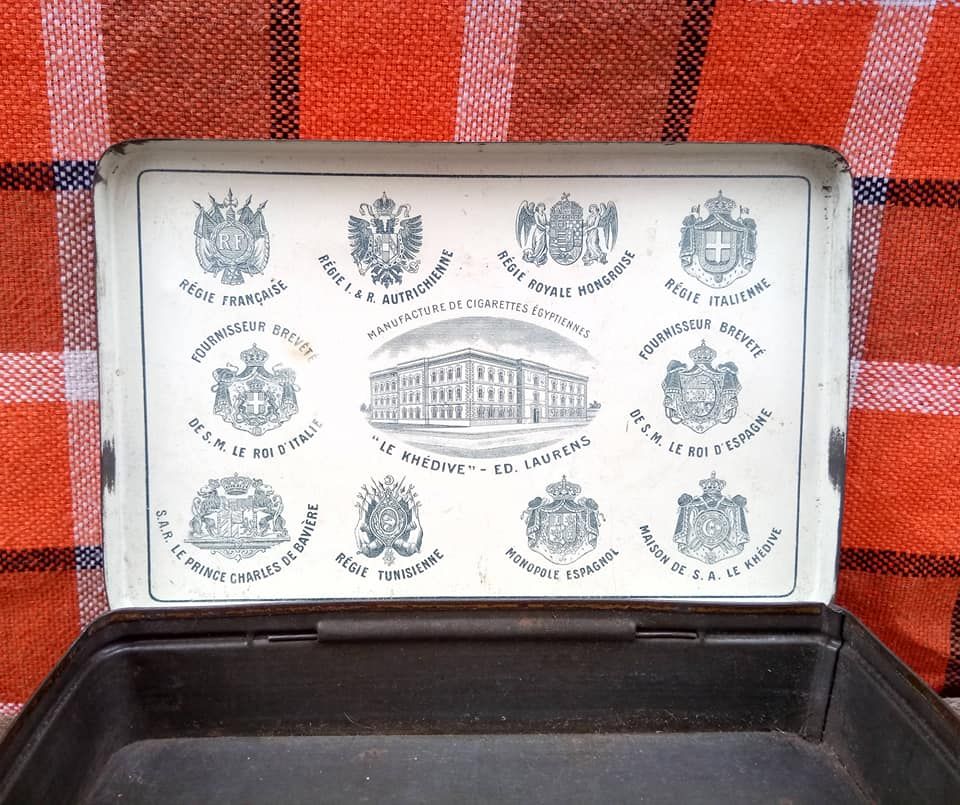 RF
RÉGIE FRANÇAISE
RÉGIE I. & R. AUTRICHIENNE
RÉGIE ROYALE HONGROISE
RÉGIE ITALIENNE
FOURNISSEUR BREVETÉ
DE S.M. LE ROI D'ITALIE
MANUFACTURE DE CIGARETTES ÉGYPTIENNES
"LE KHÉDIVE" - ED. LAURENS
FOURNISSEUR BREVETÉ
DE S.M. LE ROI D'ESPAGNE
S.A.R. LE PRINCE CHARLES DE BAVIÈRE
RÉGIE TUNISIENNE
MONOPOLE ESPAGNOL
MAISON DE S. A. LE KHÉDIVE